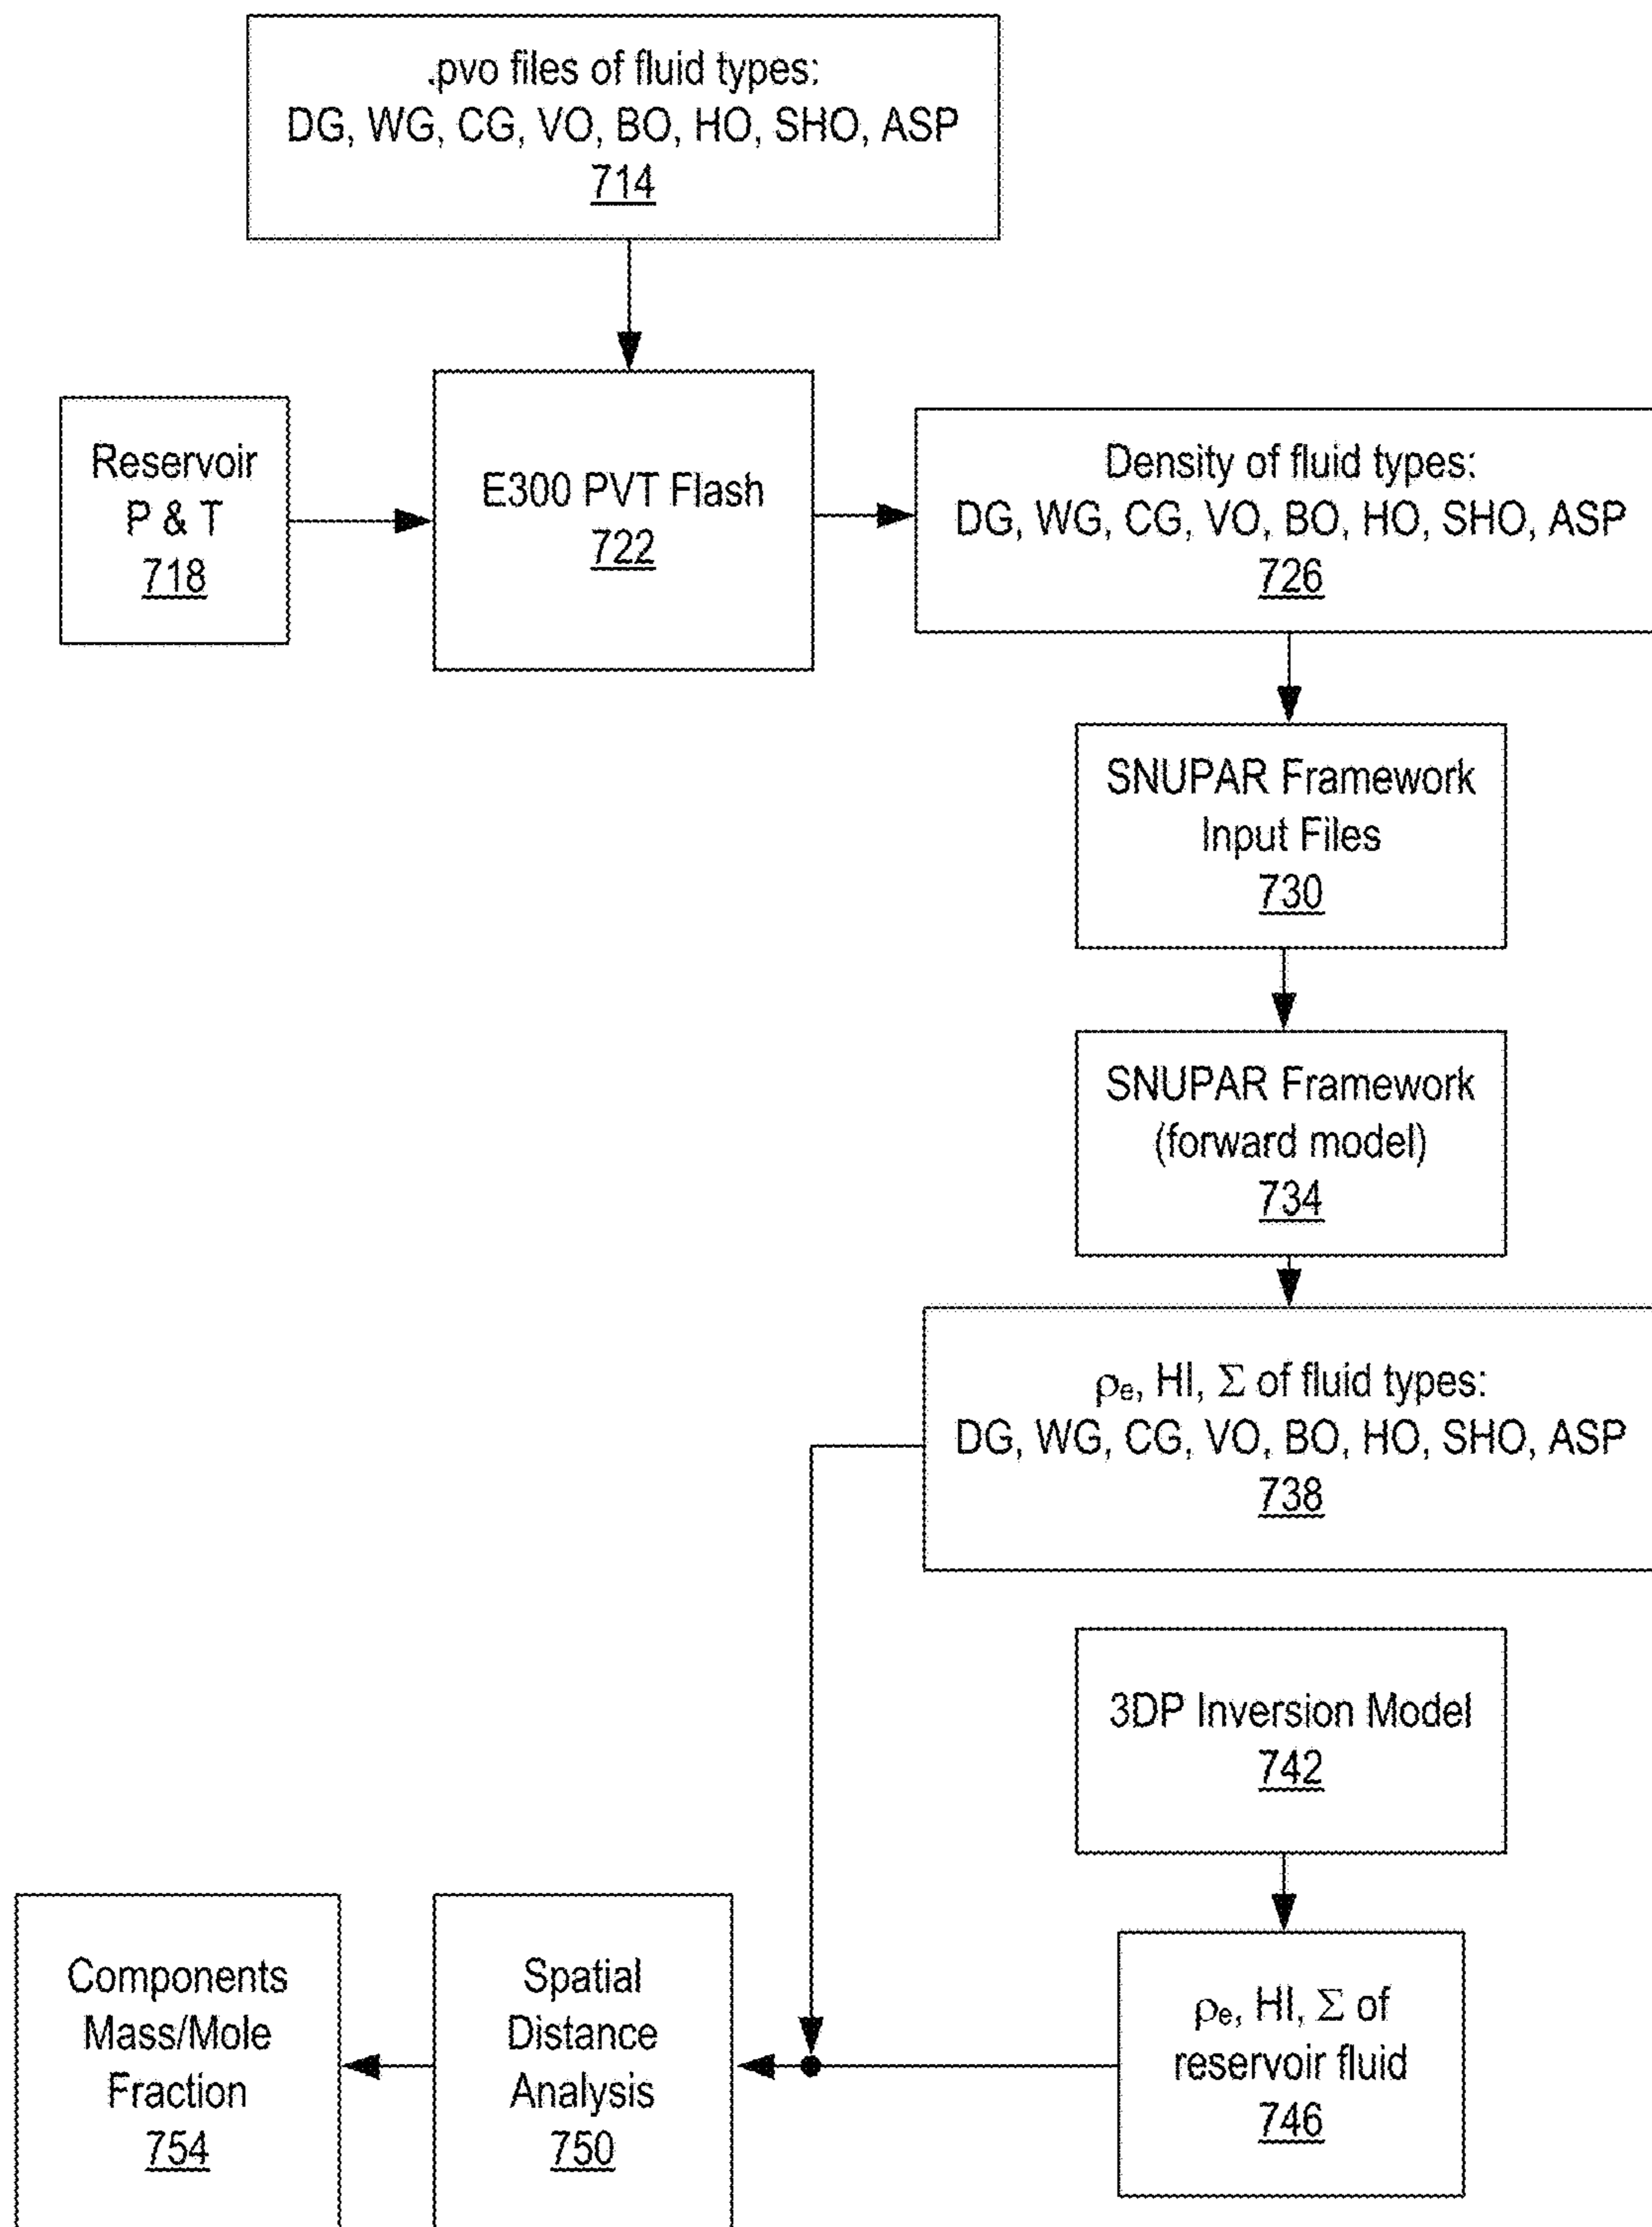 .pvo files of fluid types:
DG, WG, CG, VO, BO, HO, SHO, ASP
714
Reservoir
P & T
718
E300 PVT Flash
722
Density of fluid types:
DG, WG, CG, VO, BO, HO, SHO, ASP
726
SNUPAR Framework
Input Files
730
SNUPAR Framework
(forward model)
734
ρe, HI, Σ of fluid types:
DG, WG, CG, VO, BO, HO, SHO, ASP
738
3DP Inversion Model
742
Components
Mass/Mole
Fraction
754
Spatial
Distance
Analysis
750
ρe, HI, Σ of
reservoir fluid
746